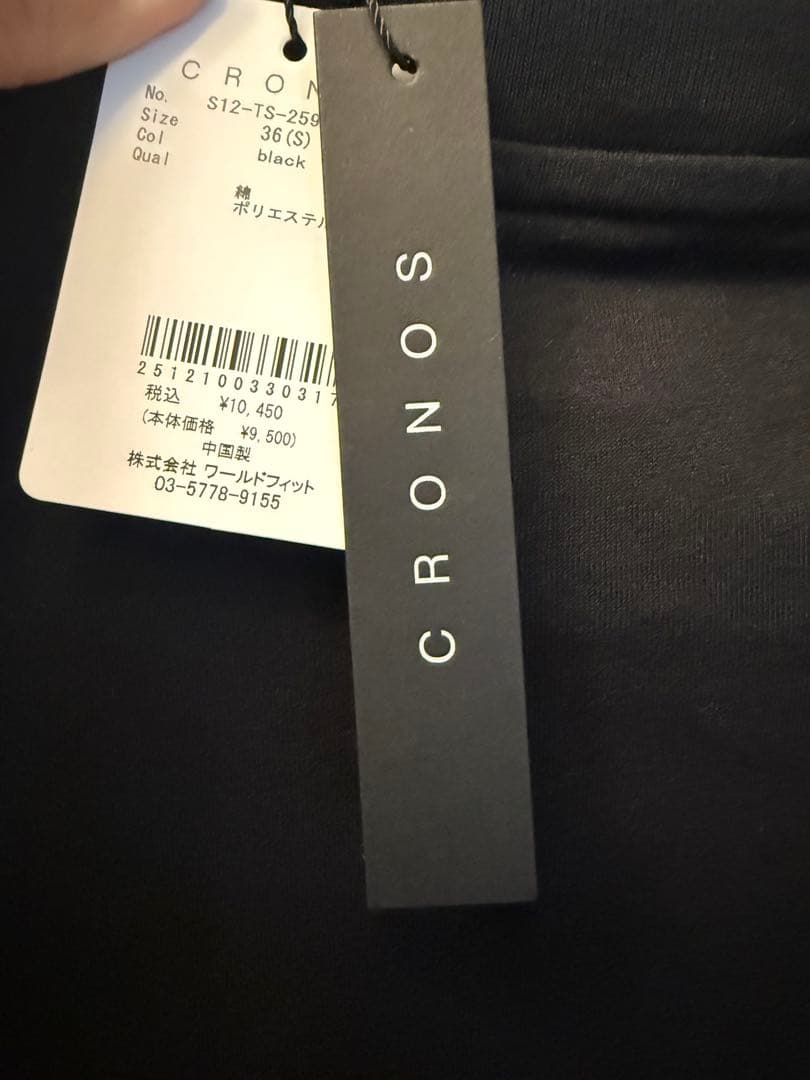 CRON
No. S12-TS-259
Size 36(S)
Col black
Qual
綿
ポリエステル
2512100330317
税込 ¥10,450
(本体価格 ¥9,500)
中国製
株式会社 ワールドフィット
03-5778-9155
CRONOS